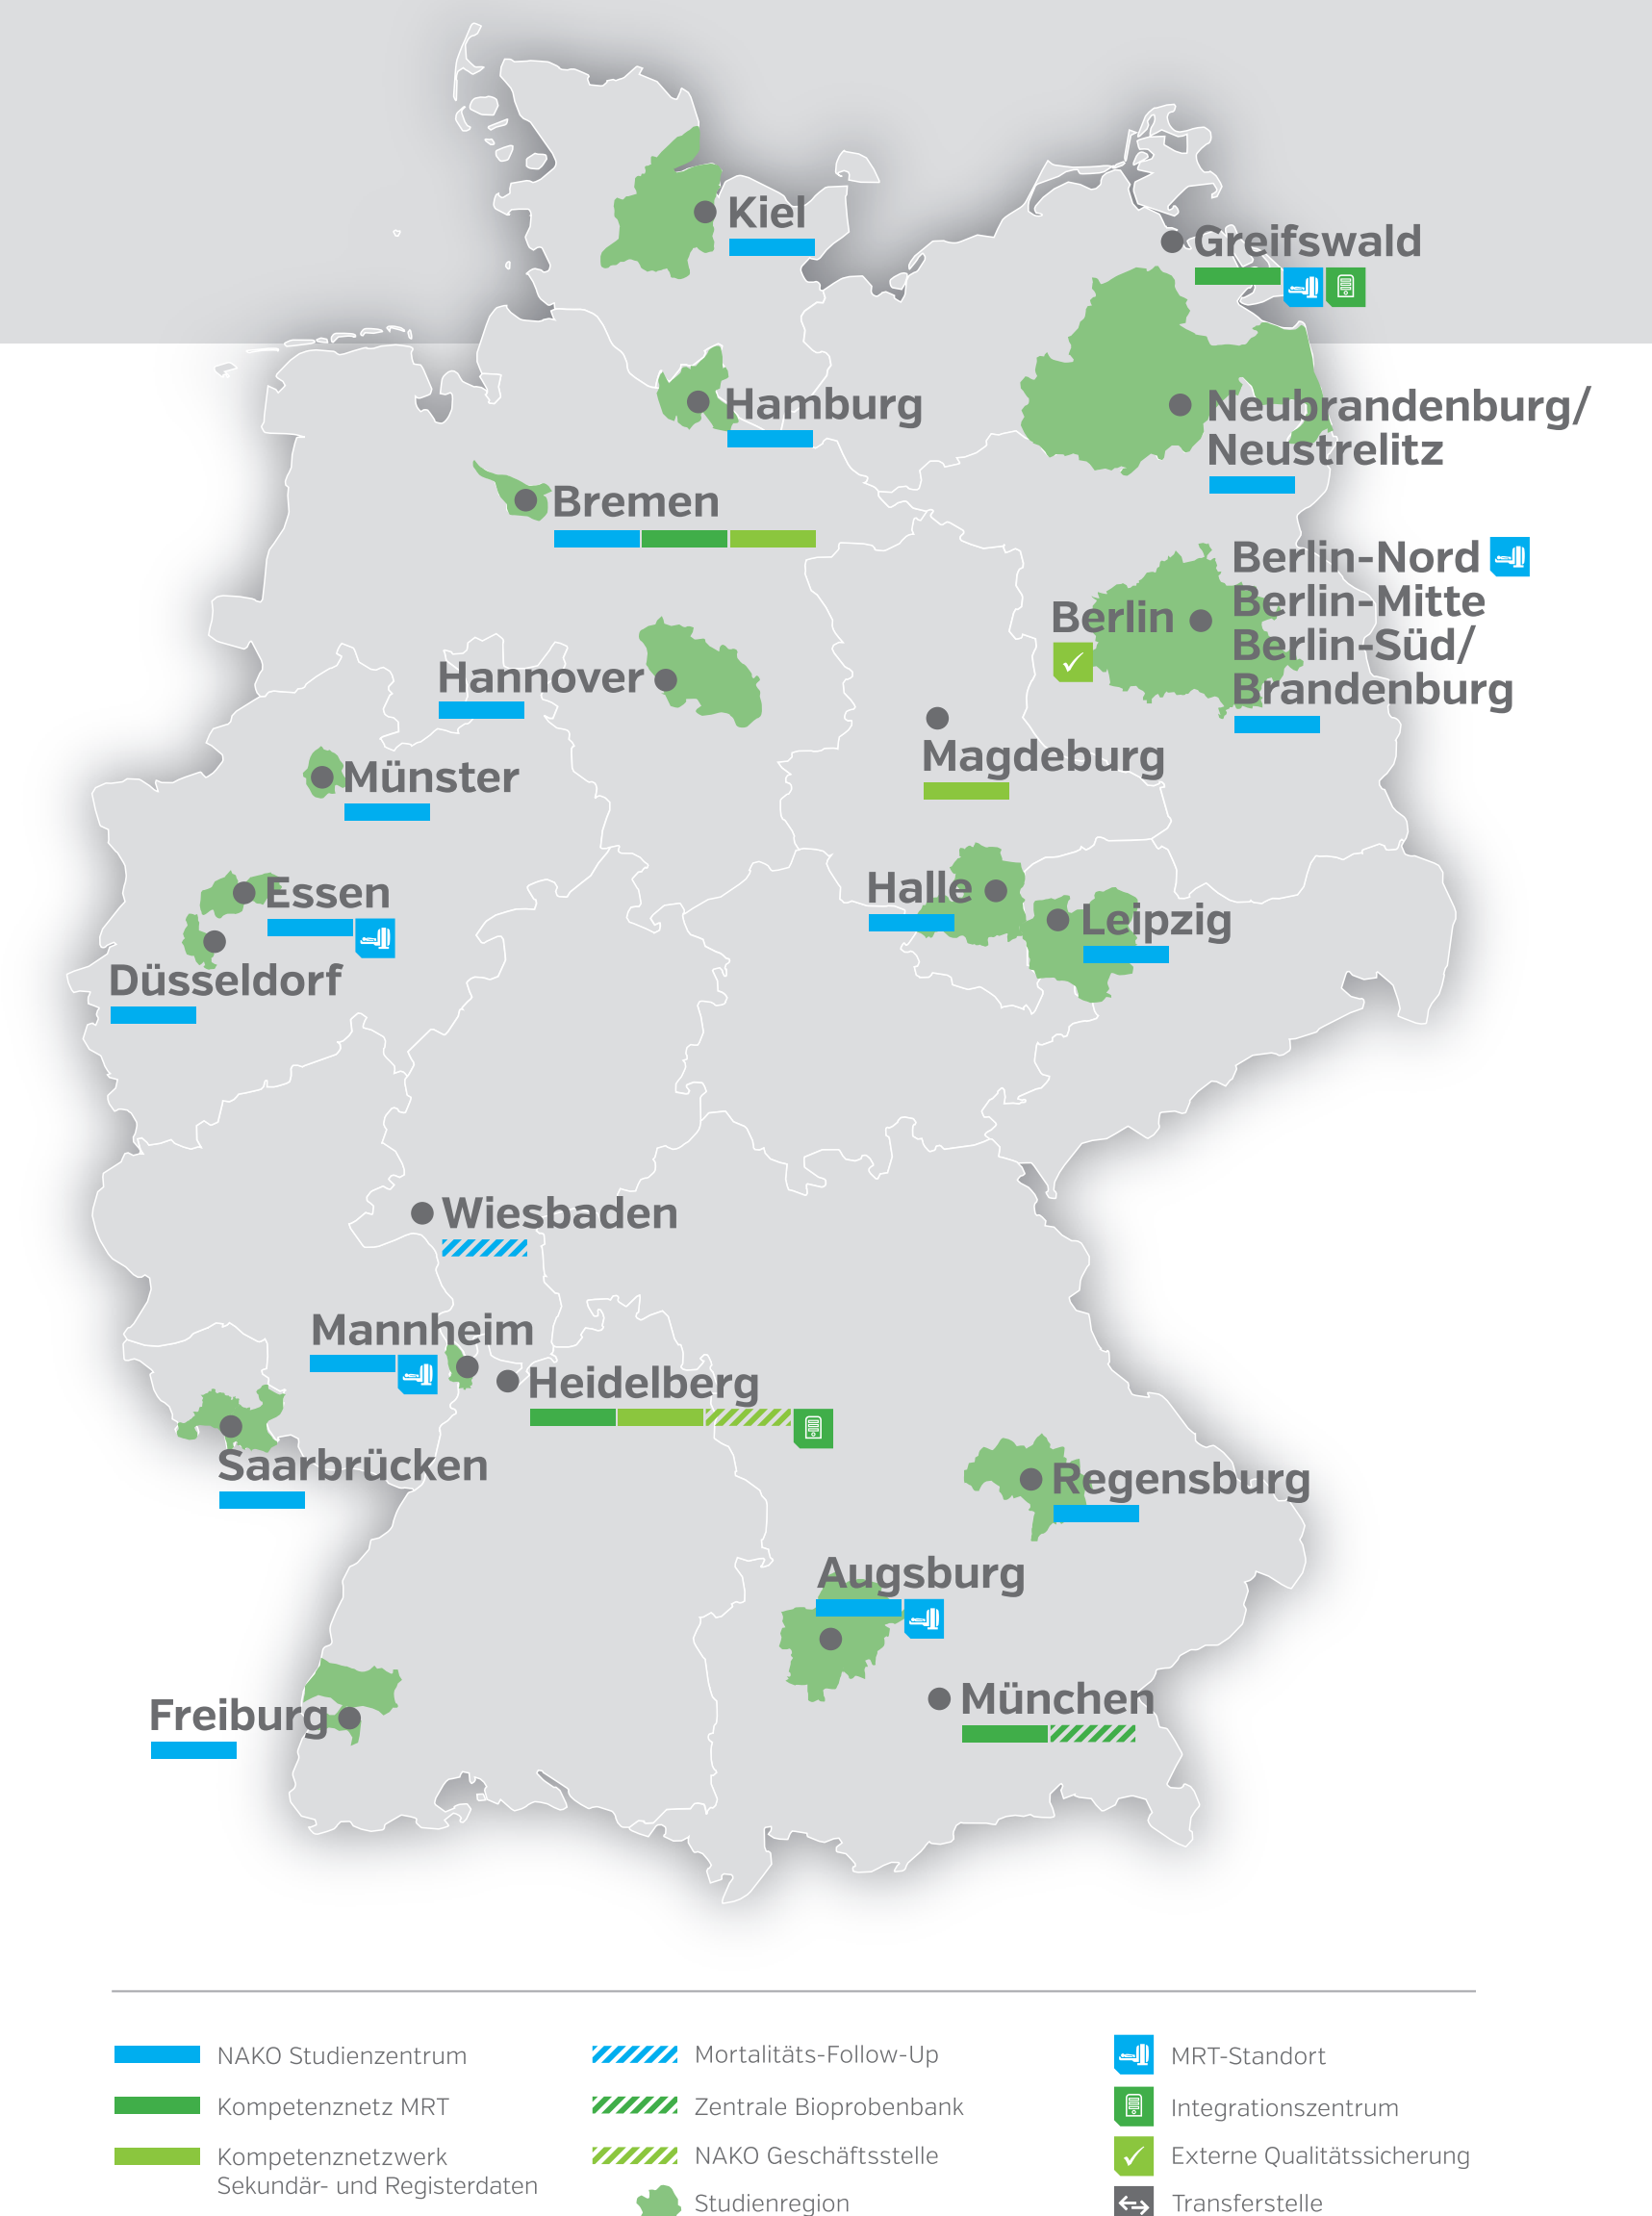 Kiel
Greifswald
Hamburg
Neubrandenburg/
Neustrelitz
Bremen
Berlin-Nord
Berlin-Mitte
Berlin-Süd/
Brandenburg
Berlin
Hannover
Magdeburg
Münster
Halle
Essen
Leipzig
Düsseldorf
Wiesbaden
Mannheim
Heidelberg
Saarbrücken
Regensburg
Augsburg
München
Freiburg
NAKO Studienzentrum
Kompetenznetz MRT
Kompetenznetzwerk
Sekundär- und Registerdaten
Mortalitäts-Follow-Up
Zentrale Bioprobenbank
NAKO Geschäftsstelle
Studienregion
MRT-Standort
Integrationszentrum
Externe Qualitätssicherung
Transferstelle